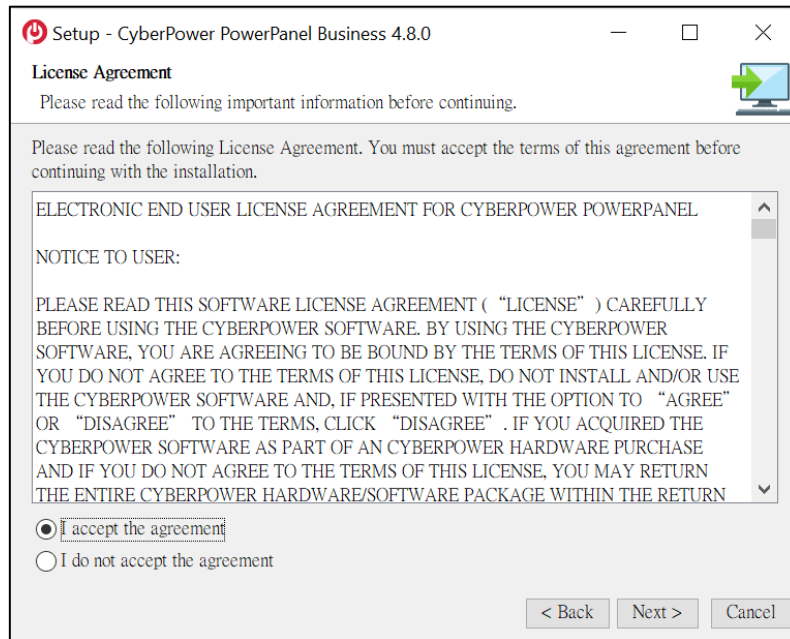 Setup - CyberPower PowerPanel Business 4.8.0
License Agreement
Please read the following important information before continuing.
Please read the following License Agreement. You must accept the terms of this agreement before
continuing with the installation.
ELECTRONIC END USER LICENSE AGREEMENT FOR CYBERPOWER POWERPANEL
NOTICE TO USER:
PLEASE READ THIS SOFTWARE LICENSE AGREEMENT ( “LICENSE” ) CAREFULLY
BEFORE USING THE CYBERPOWER SOFTWARE. BY USING THE CYBERPOWER
SOFTWARE, YOU ARE AGREEING TO BE BOUND BY THE TERMS OF THIS LICENSE. IF
YOU DO NOT AGREE TO THE TERMS OF THIS LICENSE, DO NOT INSTALL AND/OR USE
THE CYBERPOWER SOFTWARE AND, IF PRESENTED WITH THE OPTION TO “AGREE”
OR “DISAGREE” TO THE TERMS, CLICK “DISAGREE” . IF YOU ACQUIRED THE
CYBERPOWER SOFTWARE AS PART OF AN CYBERPOWER HARDWARE PURCHASE
AND IF YOU DO NOT AGREE TO THE TERMS OF THIS LICENSE, YOU MAY RETURN
THE ENTIRE CYBERPOWER HARDWARE/SOFTWARE PACKAGE WITHIN THE RETURN
I accept the agreement
I do not accept the agreement
< Back Next > Cancel